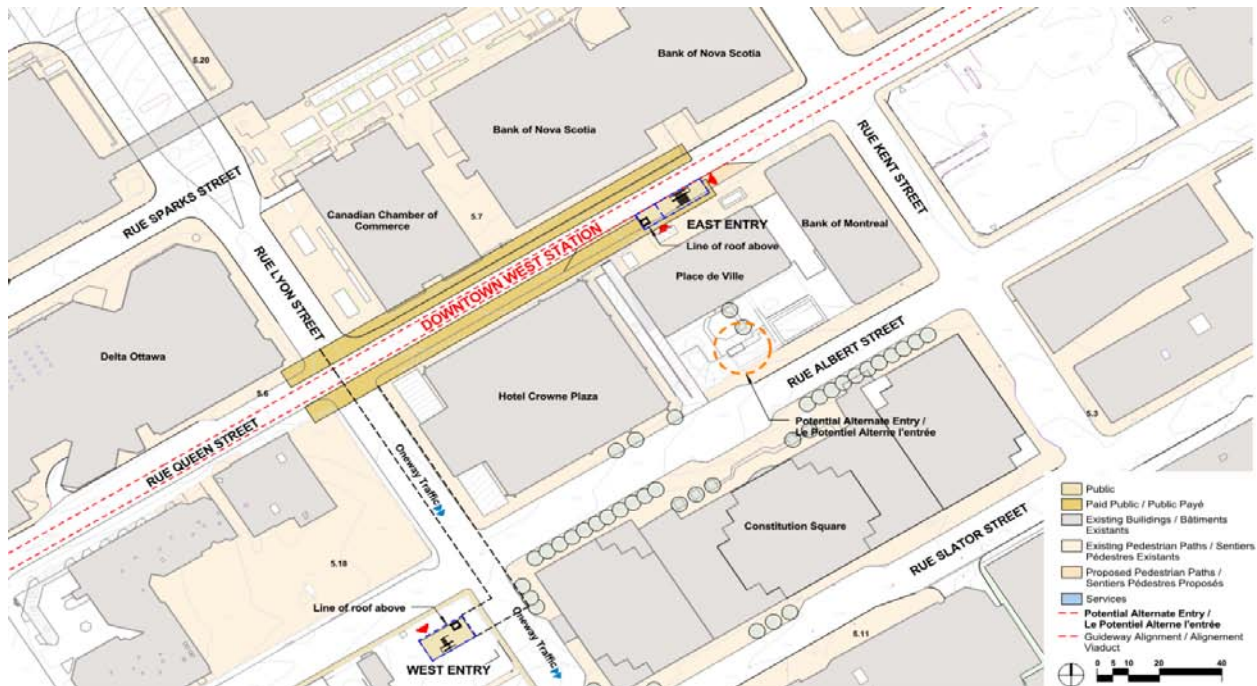 Bank of Nova Scotia
5.20
Bank of Nova Scotia
RUE KENT STREET
RUE SPARKS STREET
Canadian Chamber of
Commerce
5.7
EAST ENTRY
Line of roof above
Bank of Montreal
Place de Ville
RUE LYON STREET
DOWNTOWN WEST STATION
Delta Ottawa
RUE ALBERT STREET
5.6
Hotel Crowne Plaza
Potential Alternate Entry /
Le Potentiel Alterne l'entrée
5.3
RUE QUEEN STREET
Oneway Traffic
Constitution Square
RUE SLATOR STREET
5.18
Line of roof above
Oneway Traffic
5.11
WEST ENTRY
Public
Paid Public / Public Payé
Existing Buildings / Bâtiments
Existants
Existing Pedestrian Paths / Sentiers
Pédestres Existants
Proposed Pedestrian Paths /
Sentiers Pédestres Proposés
Services
Potential Alternate Entry /
Le Potentiel Alterne l'entrée
Guideway Alignment / Alignement
Viaduct
0 5 10 20 40